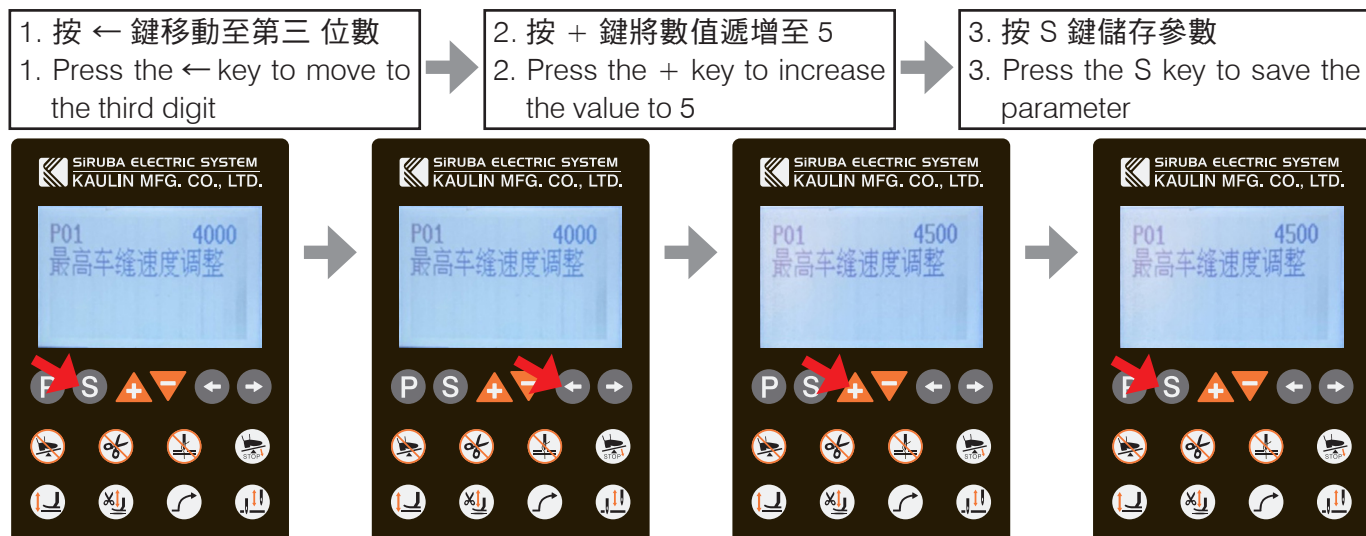 1. 按 ← 鍵移動至第三 位數
1. Press the ← key to move to
the third digit
2. 按 + 鍵將數值遞增至 5
2. Press the + key to increase
the value to 5
3. 按 S 鍵儲存參數
3. Press the S key to save the
parameter
SiRUBA ELECTRIC SYSTEM
KAULIN MFG. CO., LTD.
P01 4000
最高车缝速度调整
P S + − ← →
STOP
SiRUBA ELECTRIC SYSTEM
KAULIN MFG. CO., LTD.
P01 4000
最高车缝速度调整
P S + − ← →
STOP
SiRUBA ELECTRIC SYSTEM
KAULIN MFG. CO., LTD.
P01 4500
最高车缝速度调整
P S + − ← →
STOP
SiRUBA ELECTRIC SYSTEM
KAULIN MFG. CO., LTD.
P01 4500
最高车缝速度调整
P S + − ← →
STOP